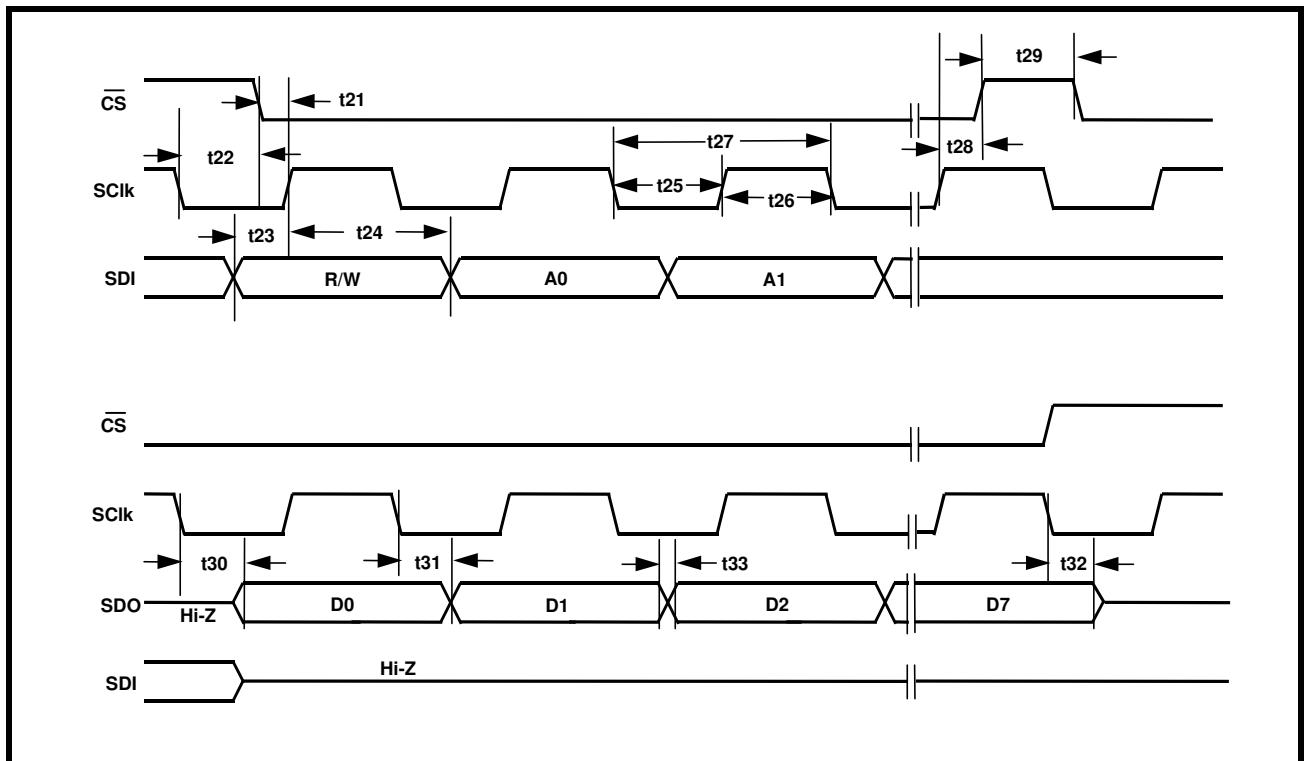 t29
CS
t21
t27
t22
t28
SClk
t25
t26
t23
t24
SDI
R/W
A0
A1
CS
SClk
t30
t31
t33
t32
SDO
Hi-Z
D0
D1
D2
D7
Hi-Z
SDI